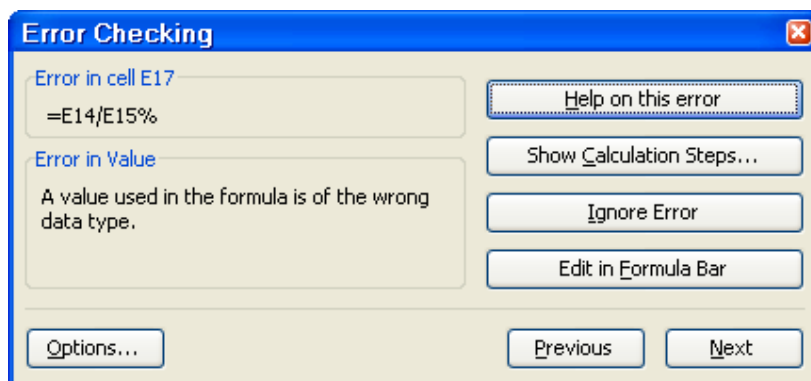 Error Checking
Error in cell E17
=E14/E15%
Error in Value
A value used in the formula is of the wrong
data type.
Help on this error
Show Calculation Steps...
Ignore Error
Edit in Formula Bar
Options...
Previous
Next